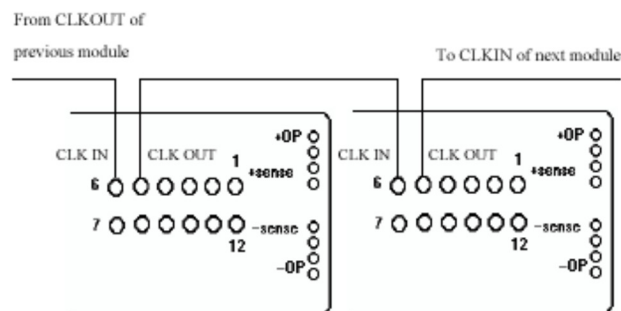 From CLKOUT of
previous module
To CLKIN of next module
+OP
CLK IN CLK OUT 1
+sense
6
7
-sense
12
-OP
+OP
CLK IN CLK OUT 1
+sense
6
7
-sense
12
-OP